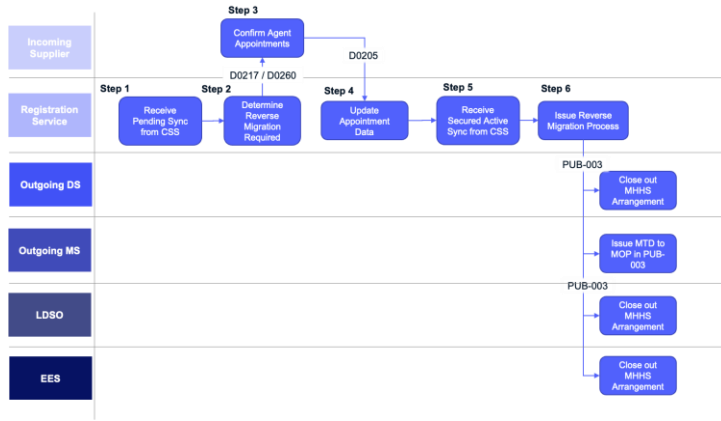 Step 3
Incoming
Supplier
Confirm Agent
Appointments
D0205
D0217 / D0260
Step 1
Step 2
Step 4
Step 5
Step 6
Registration
Service
Receive
Pending Sync
from CSS
Determine
Reverse
Migration
Required
Update
Appointment
Data
Receive
Secured Active
Sync from CSS
Issue Reverse
Migration Process
PUB-003
Outgoing DS
Close out
MHHS
Arrangement
Outgoing MS
Issue MTD to
MOP in PUB-
003
PUB-003
LDSO
Close out
MHHS
Arrangement
EES
Close out
MHHS
Arrangement